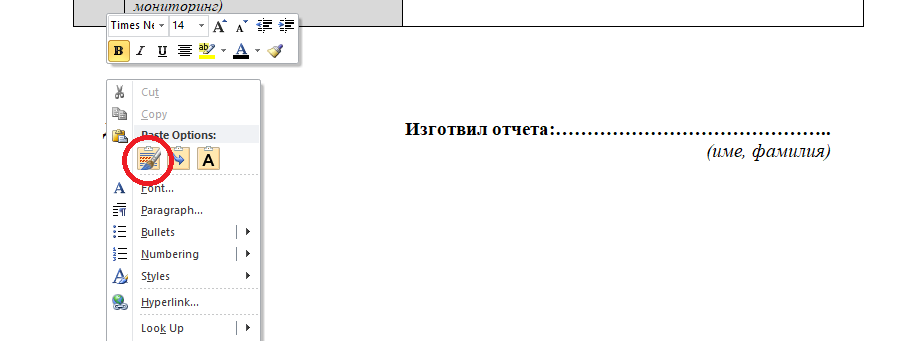 мониторинг)
Times Ne 14 A A
B I U ab A
Cut
Copy
Paste Options:
Изготвил отчета:……………………………………..
(име, фамилия)
A
Font...
Paragraph...
Bullets
Numbering
Styles
Hyperlink...
Look Up